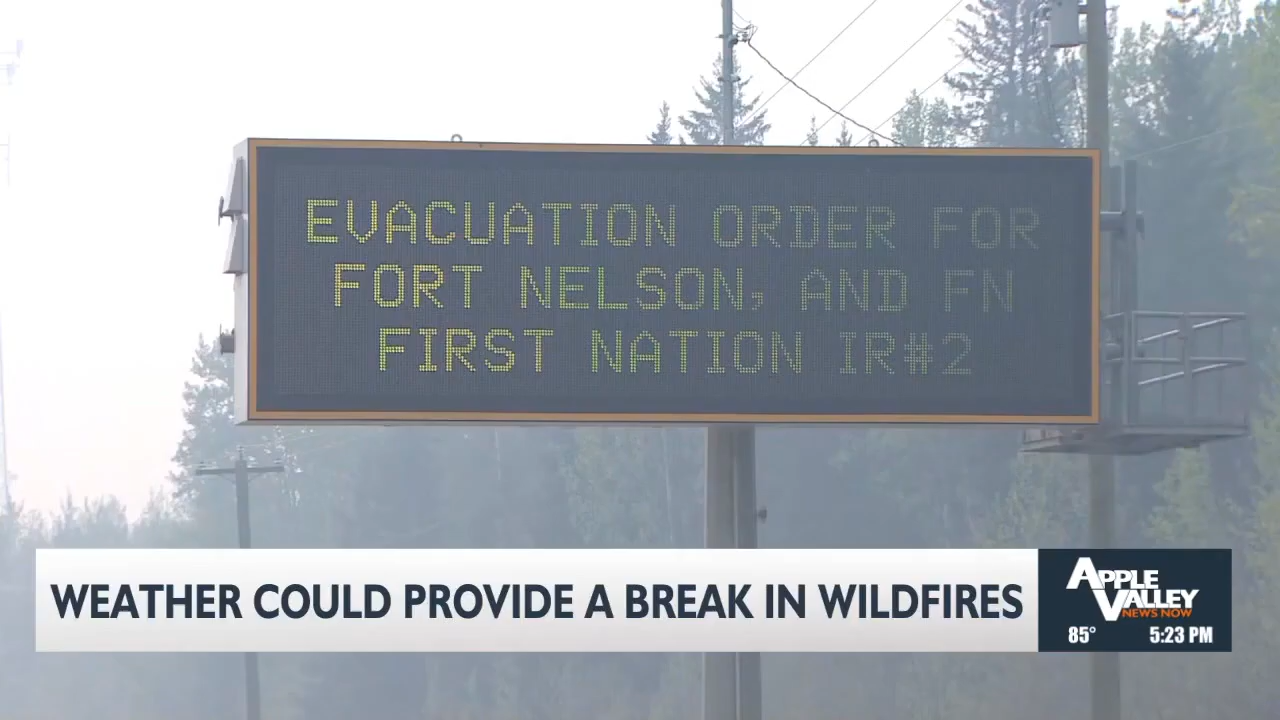 EVACUATION ORDER FOR
FORT NELSON, AND FN
FIRST NATION IR#2
WEATHER COULD PROVIDE A BREAK IN WILDFIRES
APPLE
VALLEY
NEWS NOW
85° 5:23 PM